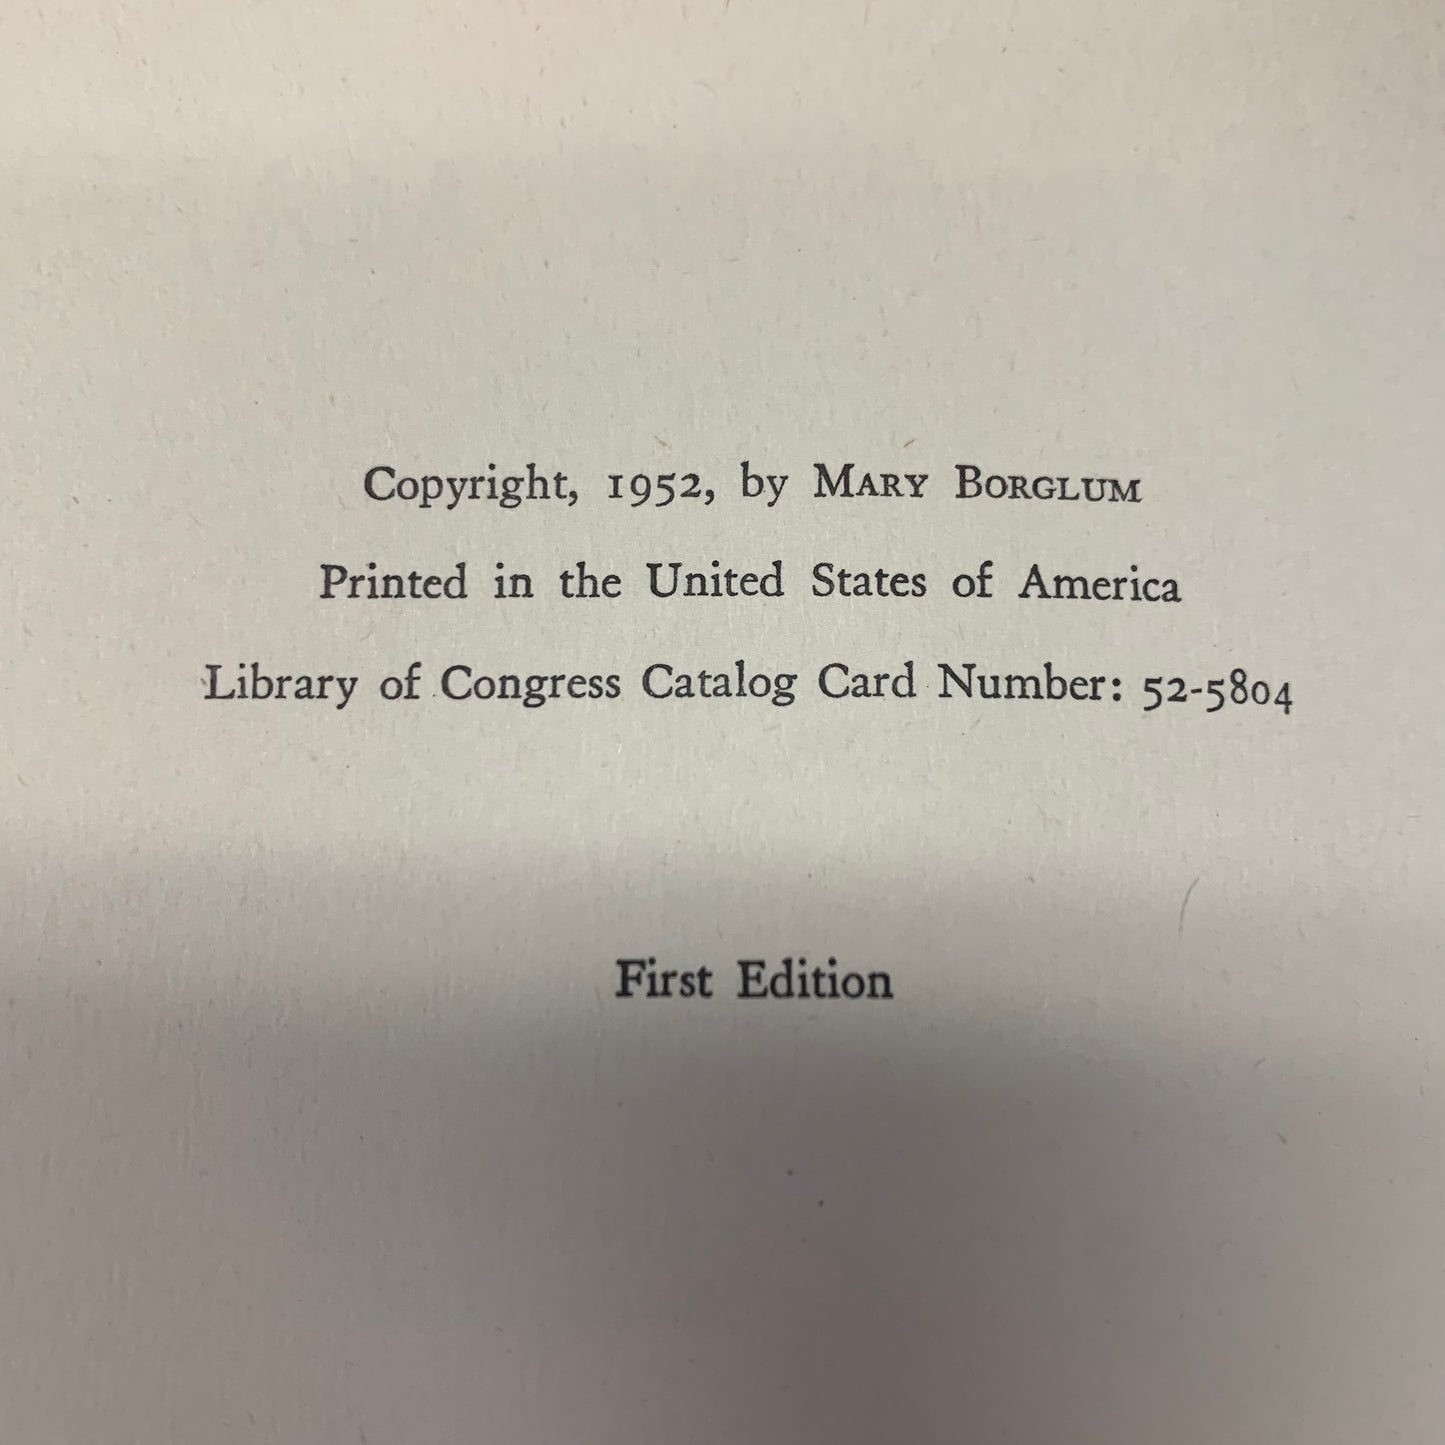 Copyright, 1952, by Mary Borglum
Printed in the United States of America
Library of Congress Catalog Card Number: 52-5804
First Edition